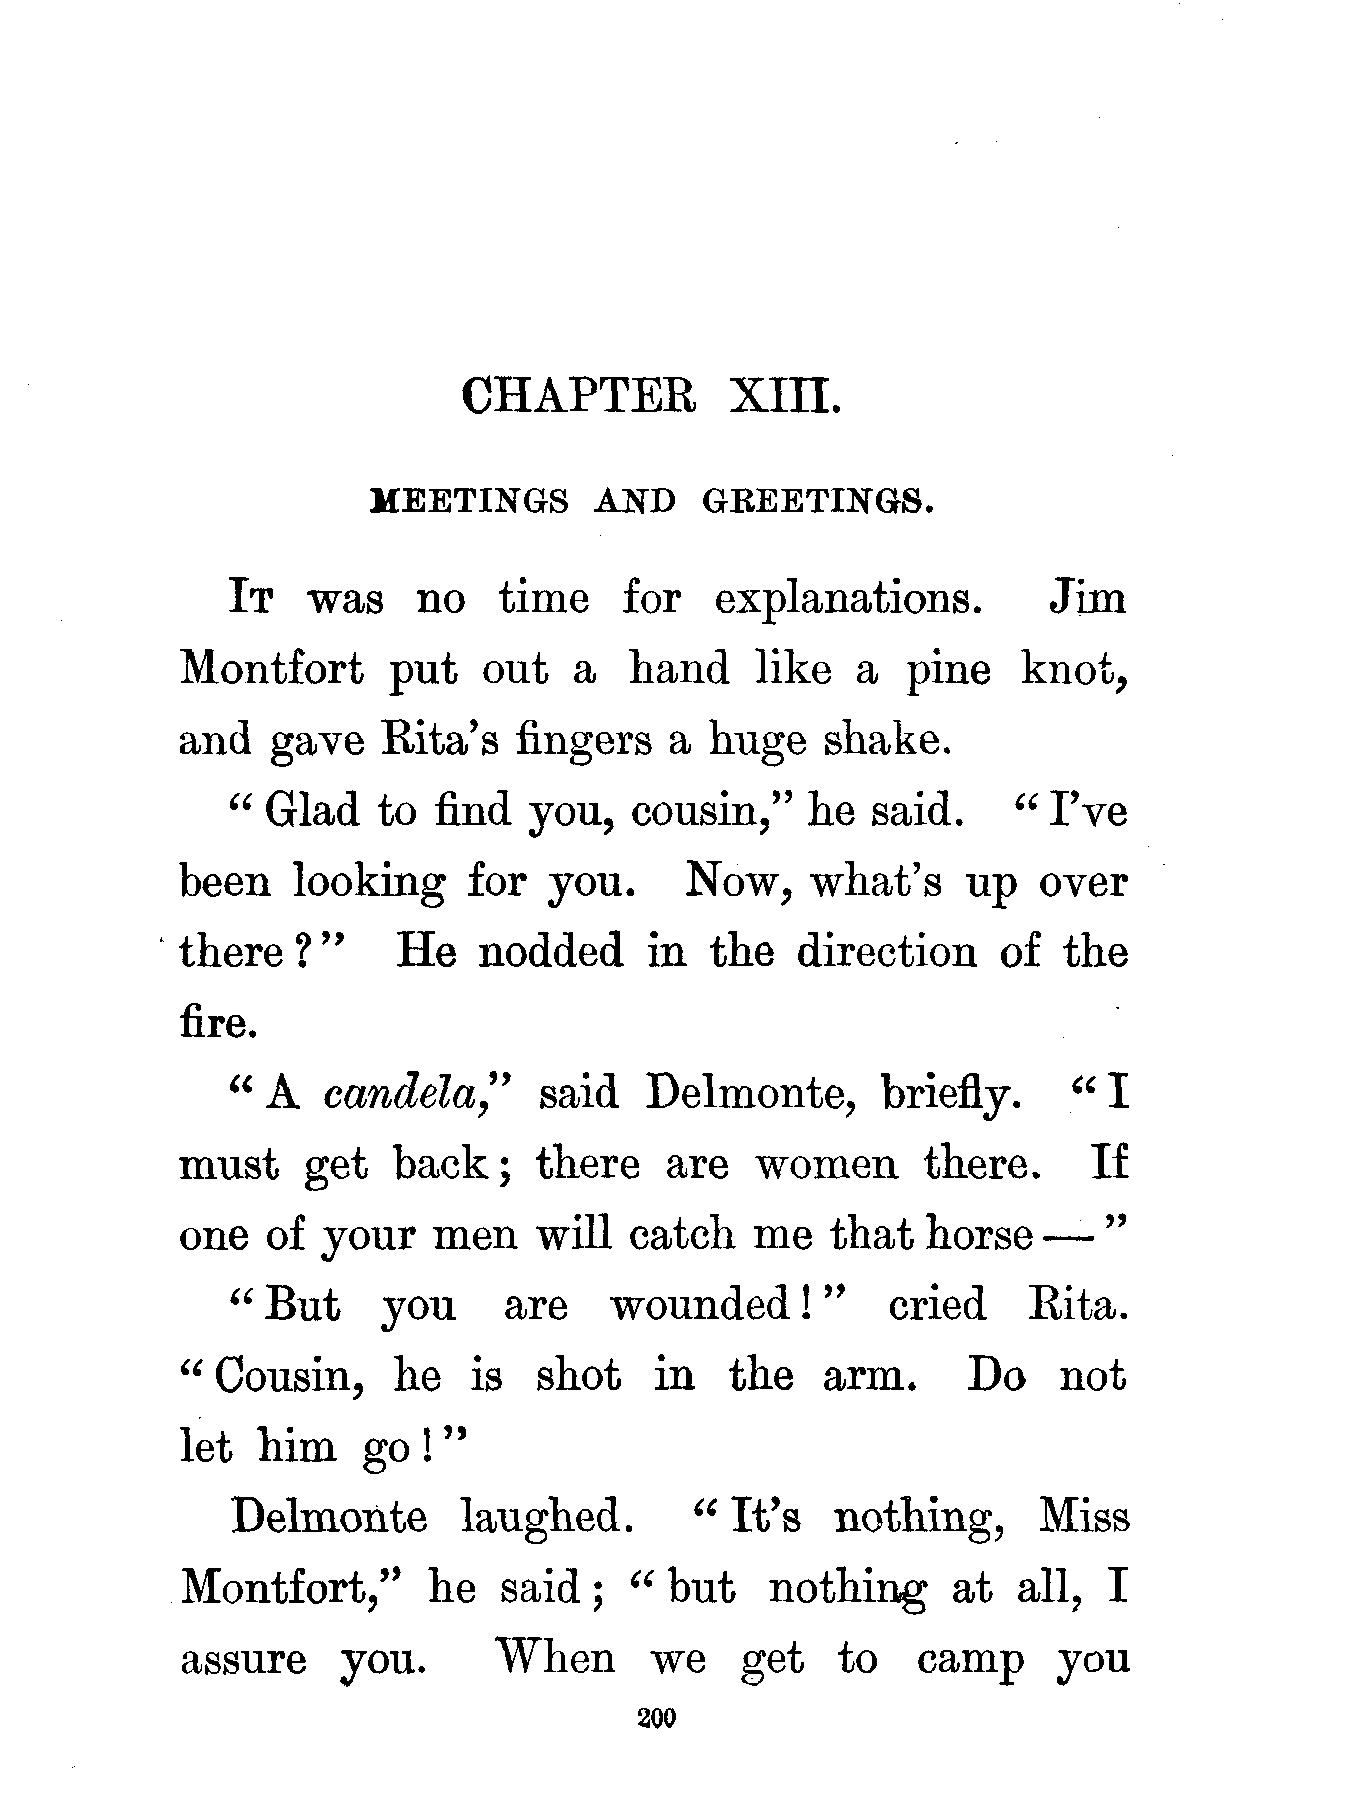 CHAPTER XIII.
MEETINGS AND GREETINGS.
IT was no time for explanations. Jim
Montfort put out a hand like a pine knot,
and gave Rita's fingers a huge shake.
"Glad to find you, cousin," he said. "I've
been looking for you. Now, what's up over
there?" He nodded in the direction of the
fire.
"A candela," said Delmonte, briefly. "I
must get back; there are women there. If
one of your men will catch me that horse—"
"But you are wounded!" cried Rita.
"Cousin, he is shot in the arm. Do not
let him go!"
Delmonte laughed. "It's nothing, Miss
Montfort," he said; "but nothing at all, I
assure you. When we get to camp you
200